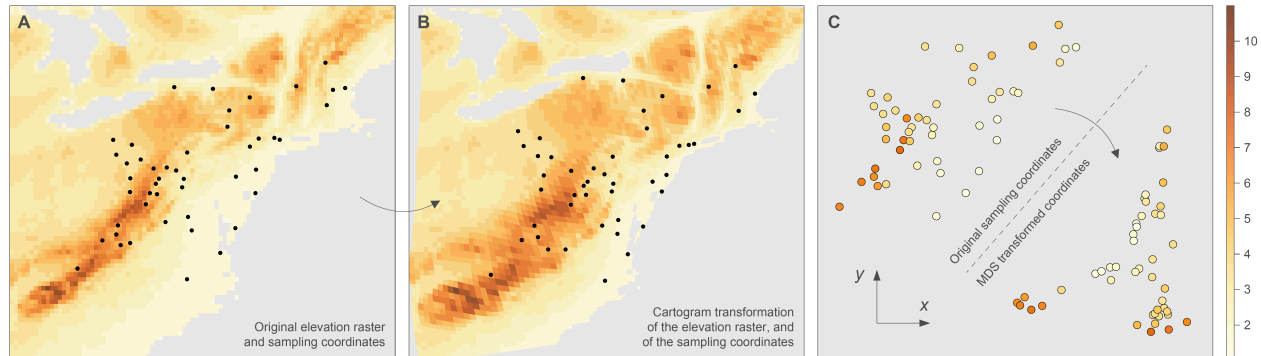 A
Original elevation raster
and sampling coordinates
B
Cartogram transformation
of the elevation raster, and
of the sampling coordinates
C
Original sampling coordinates
MDS transformed coordinates
y
x
10
9
8
7
6
5
4
3
2